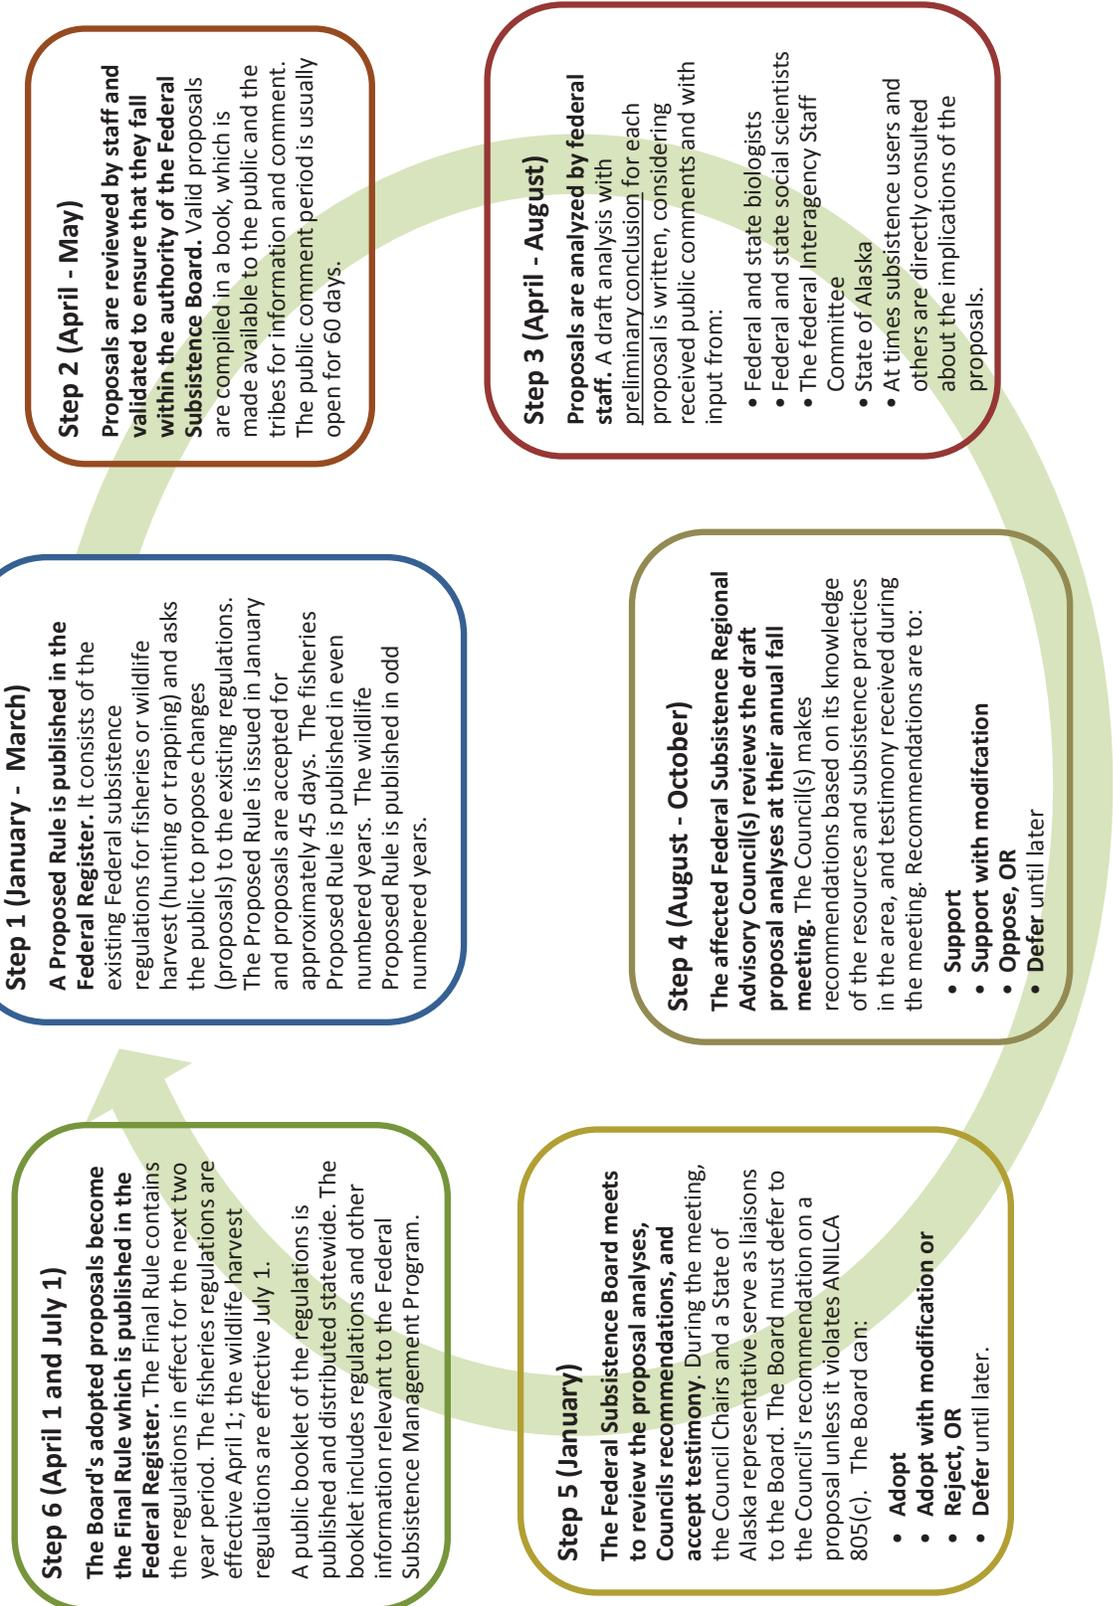 Step 1 (January - March)
A Proposed Rule is published in the
Federal Register. It consists of the
existing Federal subsistence
regulations for fisheries or wildlife
harvest (hunting or trapping) and asks
the public to propose changes
(proposals) to the existing regulations.
The Proposed Rule is issued in January
and proposals are accepted for
approximately 45 days. The fisheries
Proposed Rule is published in even
numbered years. The wildlife
Proposed Rule is published in odd
numbered years.
Step 2 (April - May)
Proposals are reviewed by staff and
validated to ensure that they fall
within the authority of the Federal
Subsistence Board. Valid proposals
are compiled in a book, which is
made available to the public and the
tribes for information and comment.
The public comment period is usually
open for 60 days.
Step 3 (April - August)
Proposals are analyzed by federal
staff. A draft analysis with
preliminary conclusion for each
proposal is written, considering
received public comments and with
input from:
• Federal and state biologists
• Federal and state social scientists
• The federal Interagency Staff
Committee
• State of Alaska
• At times subsistence users and
others are directly consulted
about the implications of the
proposals.
Step 4 (August - October)
The affected Federal Subsistence Regional
Advisory Council(s) reviews the draft
proposal analyses at their annual fall
meeting. The Council(s) makes
recommendations based on its knowledge
of the resources and subsistence practices
in the area, and testimony received during
the meeting. Recommendations are to:
• Support
• Support with modifcation
• Oppose, OR
• Defer until later
Step 5 (January)
The Federal Subsistence Board meets
to review the proposal analyses,
Councils recommendations, and
accept testimony. During the meeting,
the Council Chairs and a State of
Alaska representative serve as liaisons
to the Board. The Board must defer to
the Council's recommendation on a
proposal unless it violates ANILCA
805(c). The Board can:
• Adopt
• Adopt with modification or
• Reject, OR
• Defer until later.
Step 6 (April 1 and July 1)
The Board's adopted proposals become
the Final Rule which is published in the
Federal Register. The Final Rule contains
the regulations in effect for the next two
year period. The fisheries regulations are
effective April 1; the wildlife harvest
regulations are effective July 1.
A public booklet of the regulations is
published and distributed statewide. The
booklet includes regulations and other
information relevant to the Federal
Subsistence Management Program.